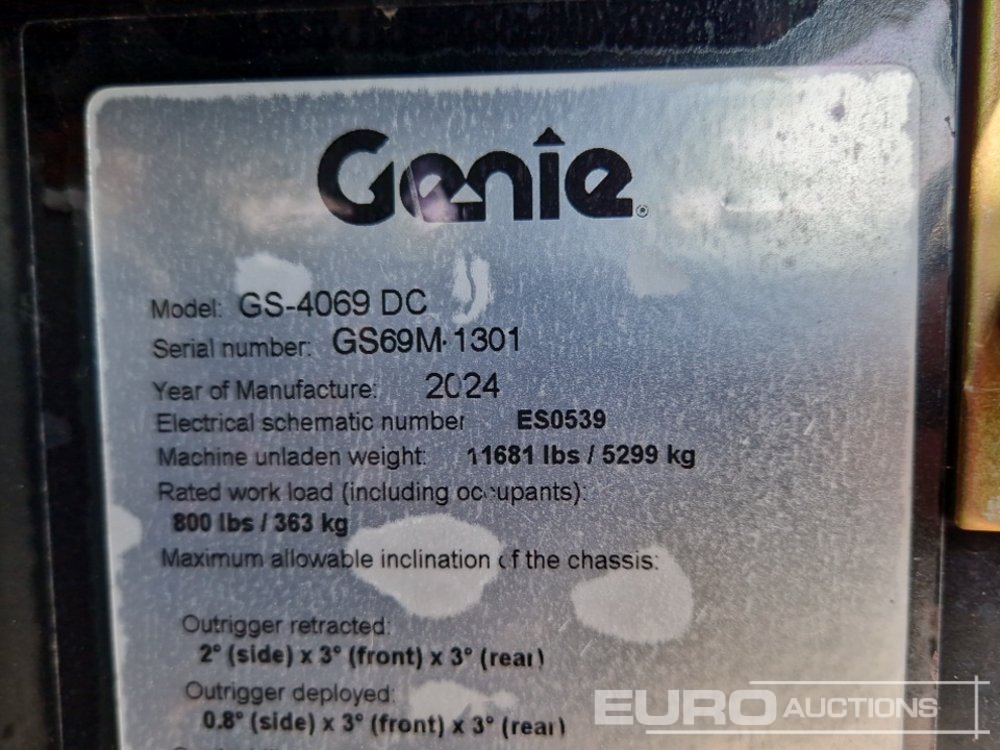 Genie®
Model: GS-4069 DC
Serial number: GS69M-1301
Year of Manufacture: 2024
Electrical schematic number ES0539
Machine unladen weight: 11681 lbs / 5299 kg
Rated work load (including occupants):
800 lbs / 363 kg
Maximum allowable inclination of the chassis:
Outrigger retracted:
2° (side) x 3° (front) x 3° (rear)
Outrigger deployed:
0.8° (side) x 3° (front) x 3° (rear)
EURO AUCTIONS